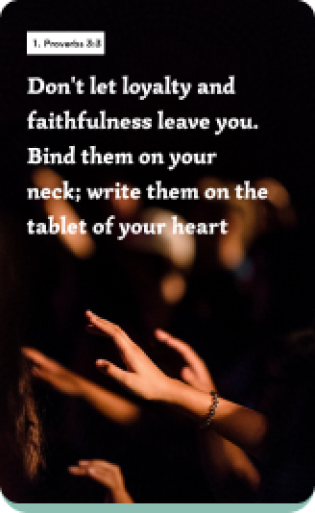 1. Proverbs 3:3
Don't let loyalty and
faithfulness leave you.
Bind them on your
neck; write them on the
tablet of your heart